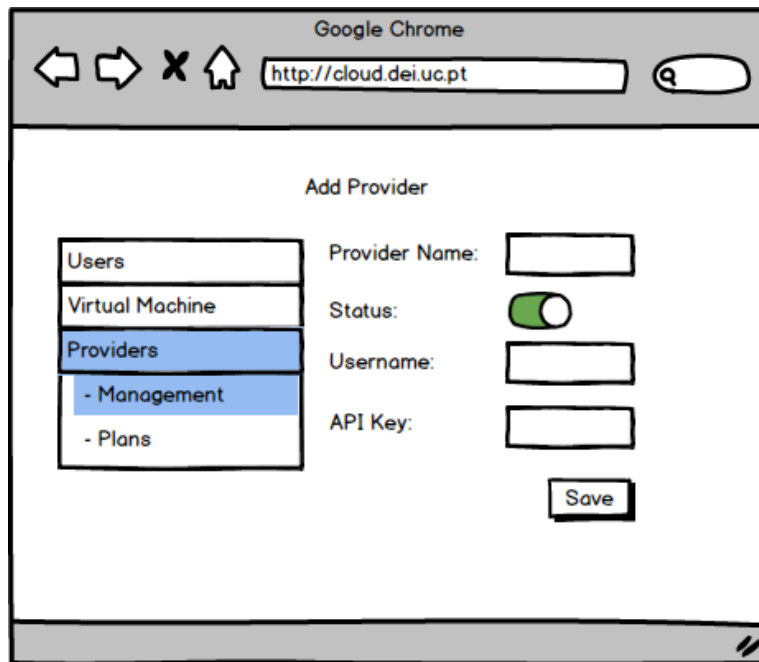 Google Chrome
http://cloud.dei.uc.pt
Add Provider
Users
Virtual Machine
Providers
- Management
- Plans
Provider Name:
Status:
Username:
API Key:
Save